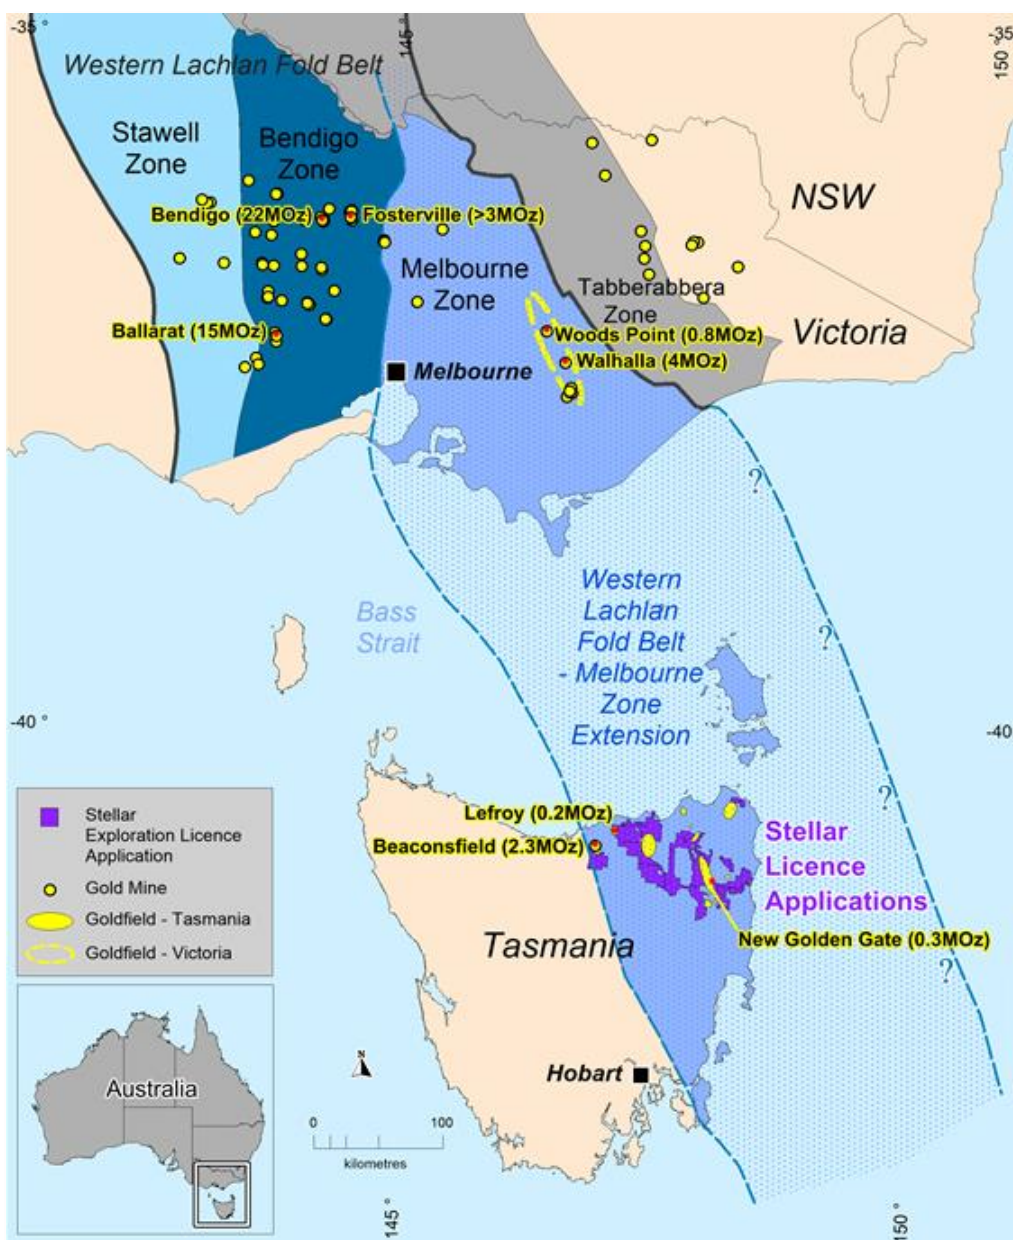 -35 °
145 °
-35
150 °
Western Lachlan Fold Belt
Stawell
Zone
Bendigo
Zone
NSW
Bendigo (22MOz)
Fosterville (>3MOz)
Melbourne
Zone
Tabberabbera
Zone
Ballarat (15MOz)
Woods Point (0.8MOz)
Victoria
Walhalla (4MOz)
Melbourne
?
Western
Lachlan
Fold Belt
- Melbourne
Zone
Extension
Bass
Strait
?
-40 °
-40
?
Lefroy (0.2MOz)
Beaconsfield (2.3MOz)
Stellar
Licence
Applications
New Golden Gate (0.3MOz)
Tasmania
?
Stellar
Exploration Licence
Application
Gold Mine
Goldfield - Tasmania
Goldfield - Victoria
Australia
N
Hobart
0
100
kilometres
145 °
150 °